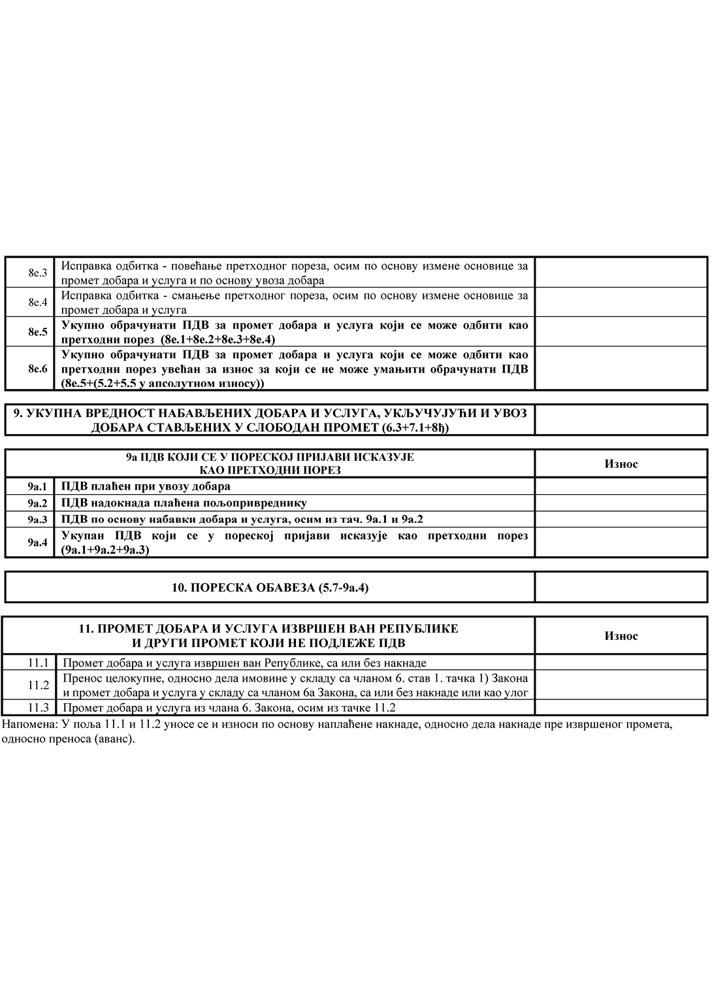 8е.3 Исправка одбитка - повећање претходног пореза, осим по основу измене основице за
промет добара и услуга и по основу увоза добара
8е.4 Исправка одбитка - смањење претходног пореза, осим по основу измене основице за
промет добара и услуга
8е.5 Укупно обрачунати ПДВ за промет добара и услуга који се може одбити као
претходни порез (8е.1+8е.2+8е.3+8е.4)
8е.6 Укупно обрачунати ПДВ за промет добара и услуга који се може одбити као
претходни порез увећан за износ за који се не може умањити обрачунати ПДВ
(8е.5+(5.2+5.5 у апсолутном износу))
9. УКУПНА ВРЕДНОСТ НАБАВЉЕНИХ ДОБАРА И УСЛУГА, УКЉУЧУЈУЋИ И УВОЗ
ДОБАРА СТАВЉЕНИХ У СЛОБОДАН ПРОМЕТ (6.3+7.1+8ђ)
9а ПДВ КОЈИ СЕ У ПОРЕСКОЈ ПРИЈАВИ ИСКАЗУЈЕ
КАО ПРЕТХОДНИ ПОРЕЗ
Износ
9а.1 ПДВ плаћен при увозу добара
9а.2 ПДВ надокнада плаћена пољопривреднику
9а.3 ПДВ по основу набавки добара и услуга, осим из тач. 9а.1 и 9а.2
9а.4 Укупан ПДВ који се у пореској пријави исказује као претходни порез
(9а.1+9а.2+9а.3)
10. ПОРЕСКА ОБАВЕЗА (5.7-9а.4)
11. ПРОМЕТ ДОБАРА И УСЛУГА ИЗВРШЕН ВАН РЕПУБЛИКЕ
И ДРУГИ ПРОМЕТ КОЈИ НЕ ПОДЛЕЖЕ ПДВ
Износ
11.1 Промет добара и услуга извршен ван Републике, са или без накнаде
11.2 Пренос целокупне, односно дела имовине у складу са чланом 6. став 1. тачка 1) Закона
и промет добара и услуга у складу са чланом 6а Закона, са или без накнаде или као улог
11.3 Промет добара и услуга из члана 6. Закона, осим из тачке 11.2
Напомена: У поља 11.1 и 11.2 уносе се и износи по основу наплаћене накнаде, односно дела накнаде пре извршеног промета,
односно преноса (аванс).